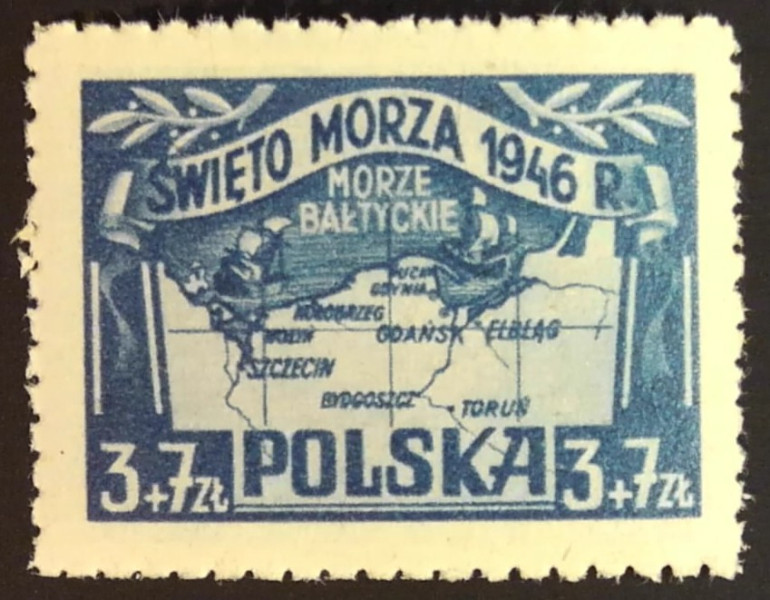 ŚWIĘTO MORZA 1946 R.
MORZE
BAŁTYCKIE
PUCK
GDYNIA
KOŁOBRZEG
GDAŃSK ELBLĄG
WOLIN
SZCZECIN
BYDGOSZCZ TORUŃ
3+7ZŁ POLSKA 3+7ZŁ